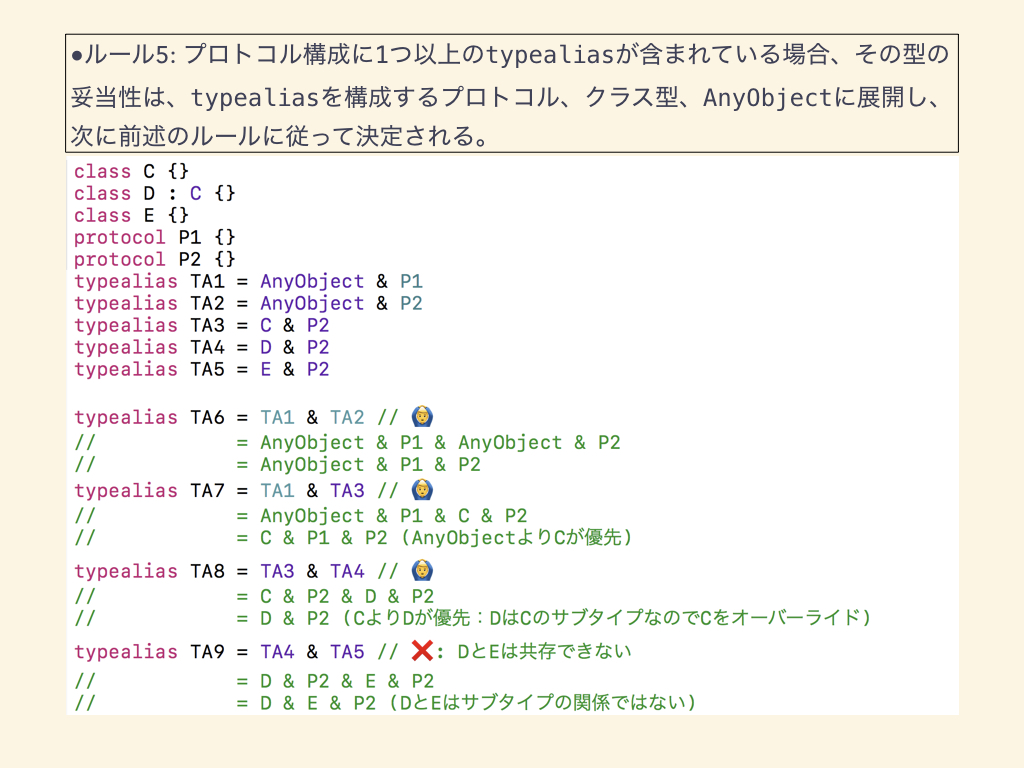 ●ルール5: プロトコル構成に1つ以上のtypealiasが含まれている場合、その型の
妥当性は、typealiasを構成するプロトコル、クラス型、AnyObjectに展開し、
次に前述のルールに従って決定される。
class C {}
class D : C {}
class E {}
protocol P1 {}
protocol P2 {}
typealias TA1 = AnyObject & P1
typealias TA2 = AnyObject & P2
typealias TA3 = C & P2
typealias TA4 = D & P2
typealias TA5 = E & P2
typealias TA6 = TA1 & TA2 // 🙆‍♂️
//            = AnyObject & P1 & AnyObject & P2
//            = AnyObject & P1 & P2
typealias TA7 = TA1 & TA3 // 🙆‍♂️
//            = AnyObject & P1 & C & P2
//            = C & P1 & P2 (AnyObjectよりCが優先)
typealias TA8 = TA3 & TA4 // 🙆‍♂️
//            = C & P2 & D & P2
//            = D & P2 (CよりDが優先：DはCのサブタイプなのでCをオーバーライド)
typealias TA9 = TA4 & TA5 // ❌: DとEは共存できない
//            = D & P2 & E & P2
//            = D & E & P2 (DとEはサブタイプの関係ではない)